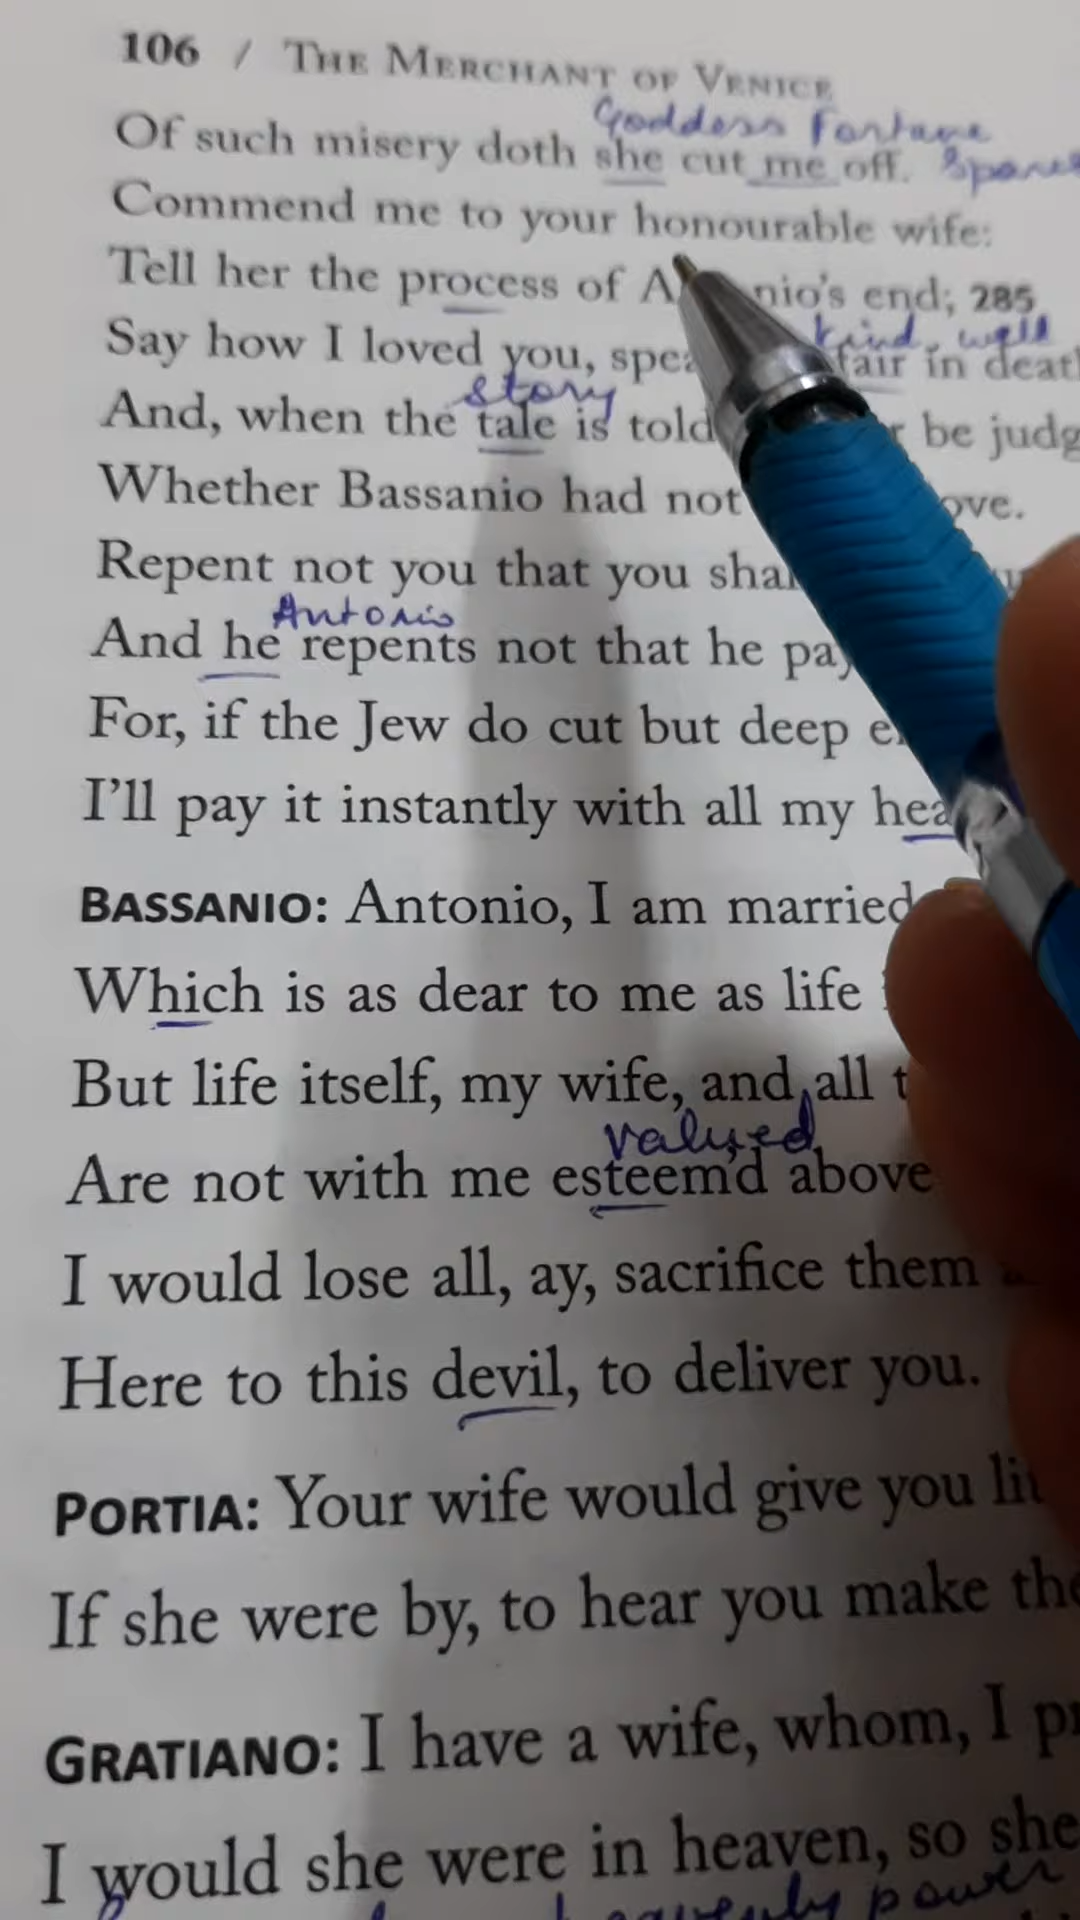 106 / THE MERCHANT OF VENICE
Goddess Fortune
Of such misery doth she cut me off.
Commend me to your honourable wife:
Tell her the process of A nio's end; 285
kind, well
Say how I loved you, spea fair in deat
story
And, when the tale is told be judg
Whether Bassanio had not ove.
Repent not you that you sha
Antonio
And he repents not that he pay
For, if the Jew do cut but deep e
I'll pay it instantly with all my hea
BASSANIO: Antonio, I am married
Which is as dear to me as life
But life itself, my wife, and all t
valued
Are not with me esteem'd above
I would lose all, ay, sacrifice them
Here to this devil, to deliver you.
PORTIA: Your wife would give you li
If she were by, to hear you make the
GRATIANO: I have a wife, whom, I pr
I would she were in heaven, so she
heavenly power